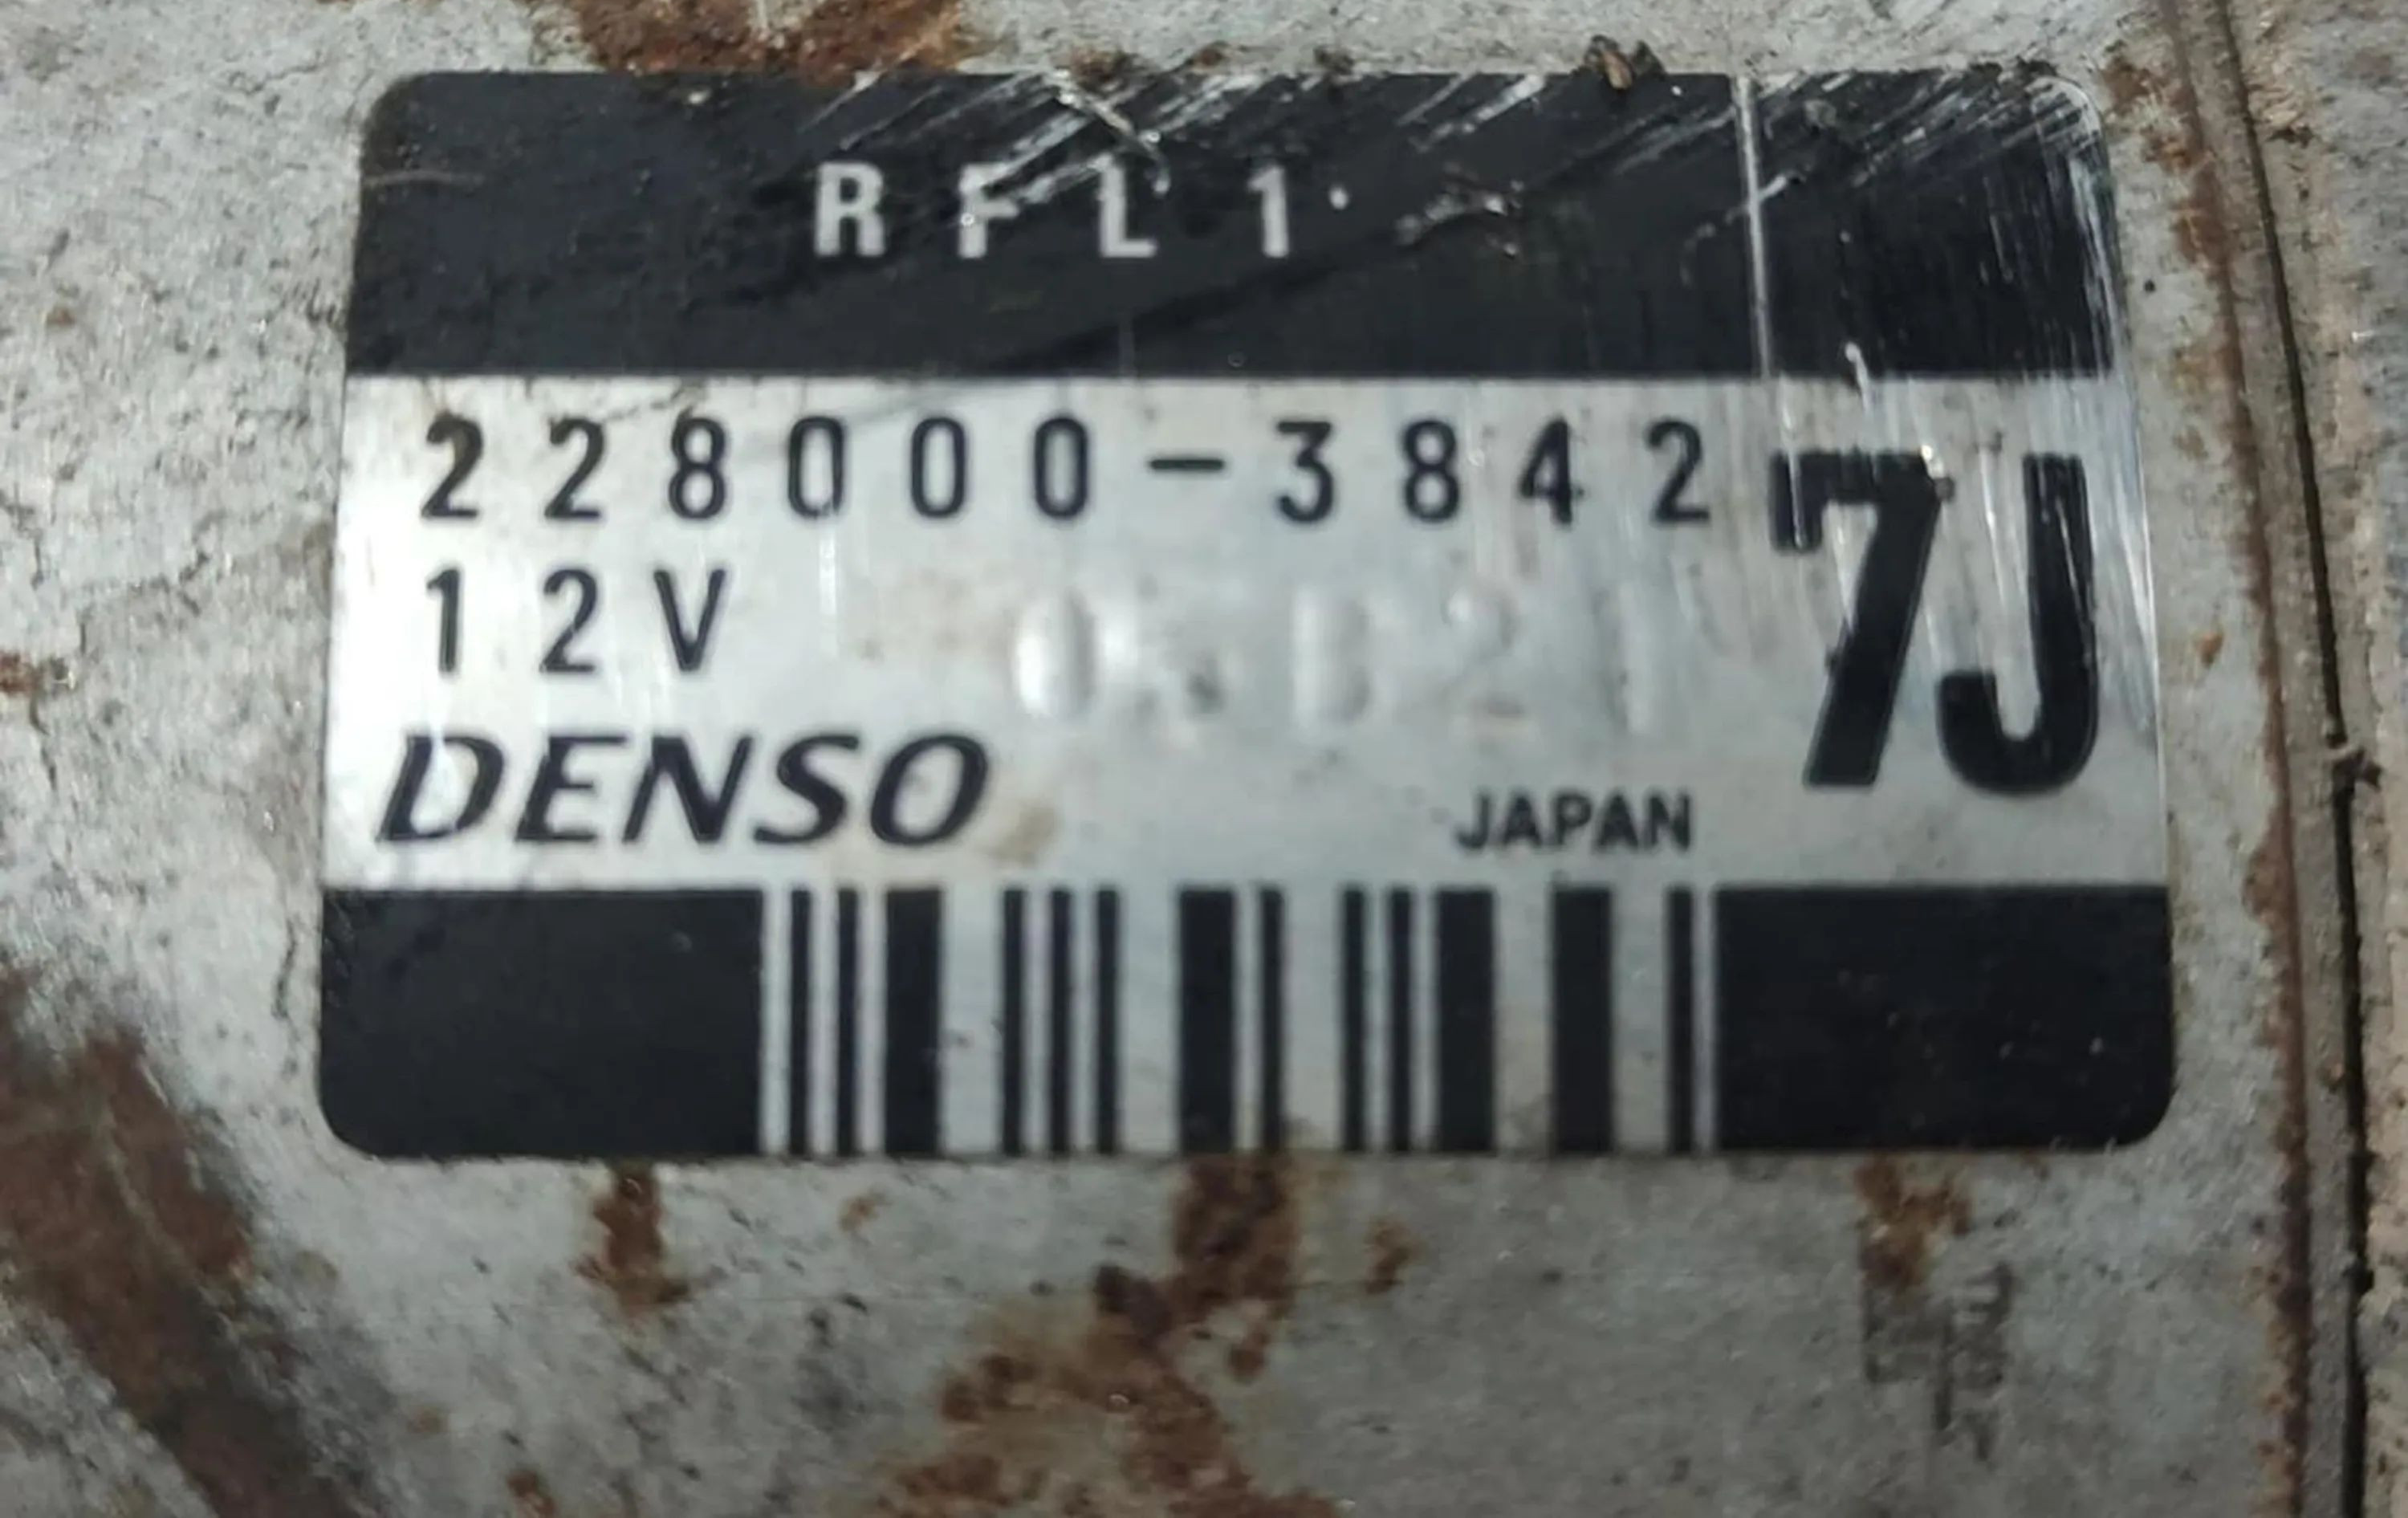 RFL1
228000-3842
12V
7J
DENSO
JAPAN